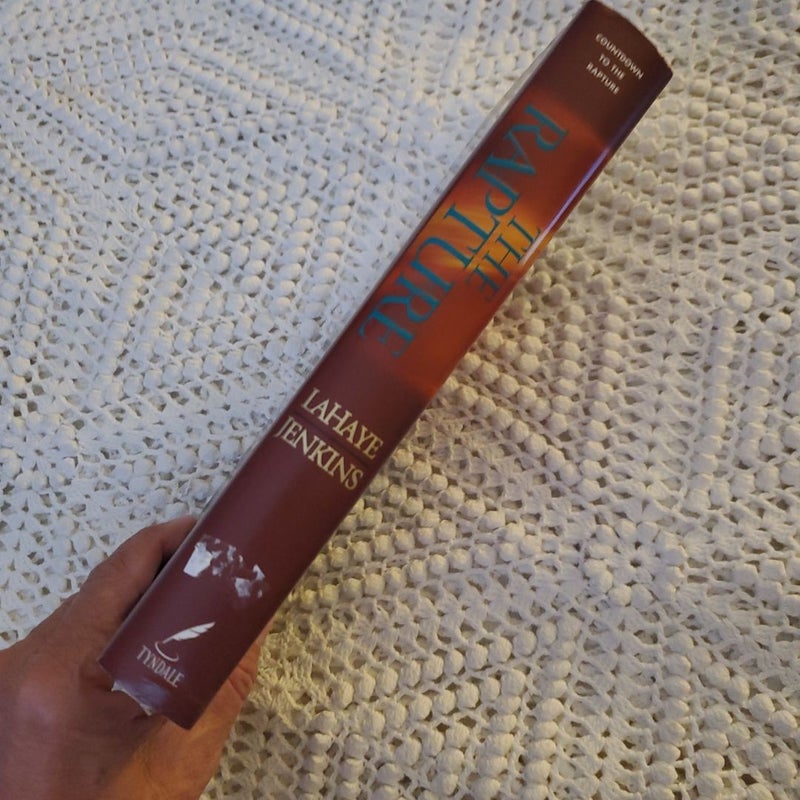 COUNTDOWN
TO THE
RAPTURE
THE
RAPTURE
LAHAYE
JENKINS
TYNDALE